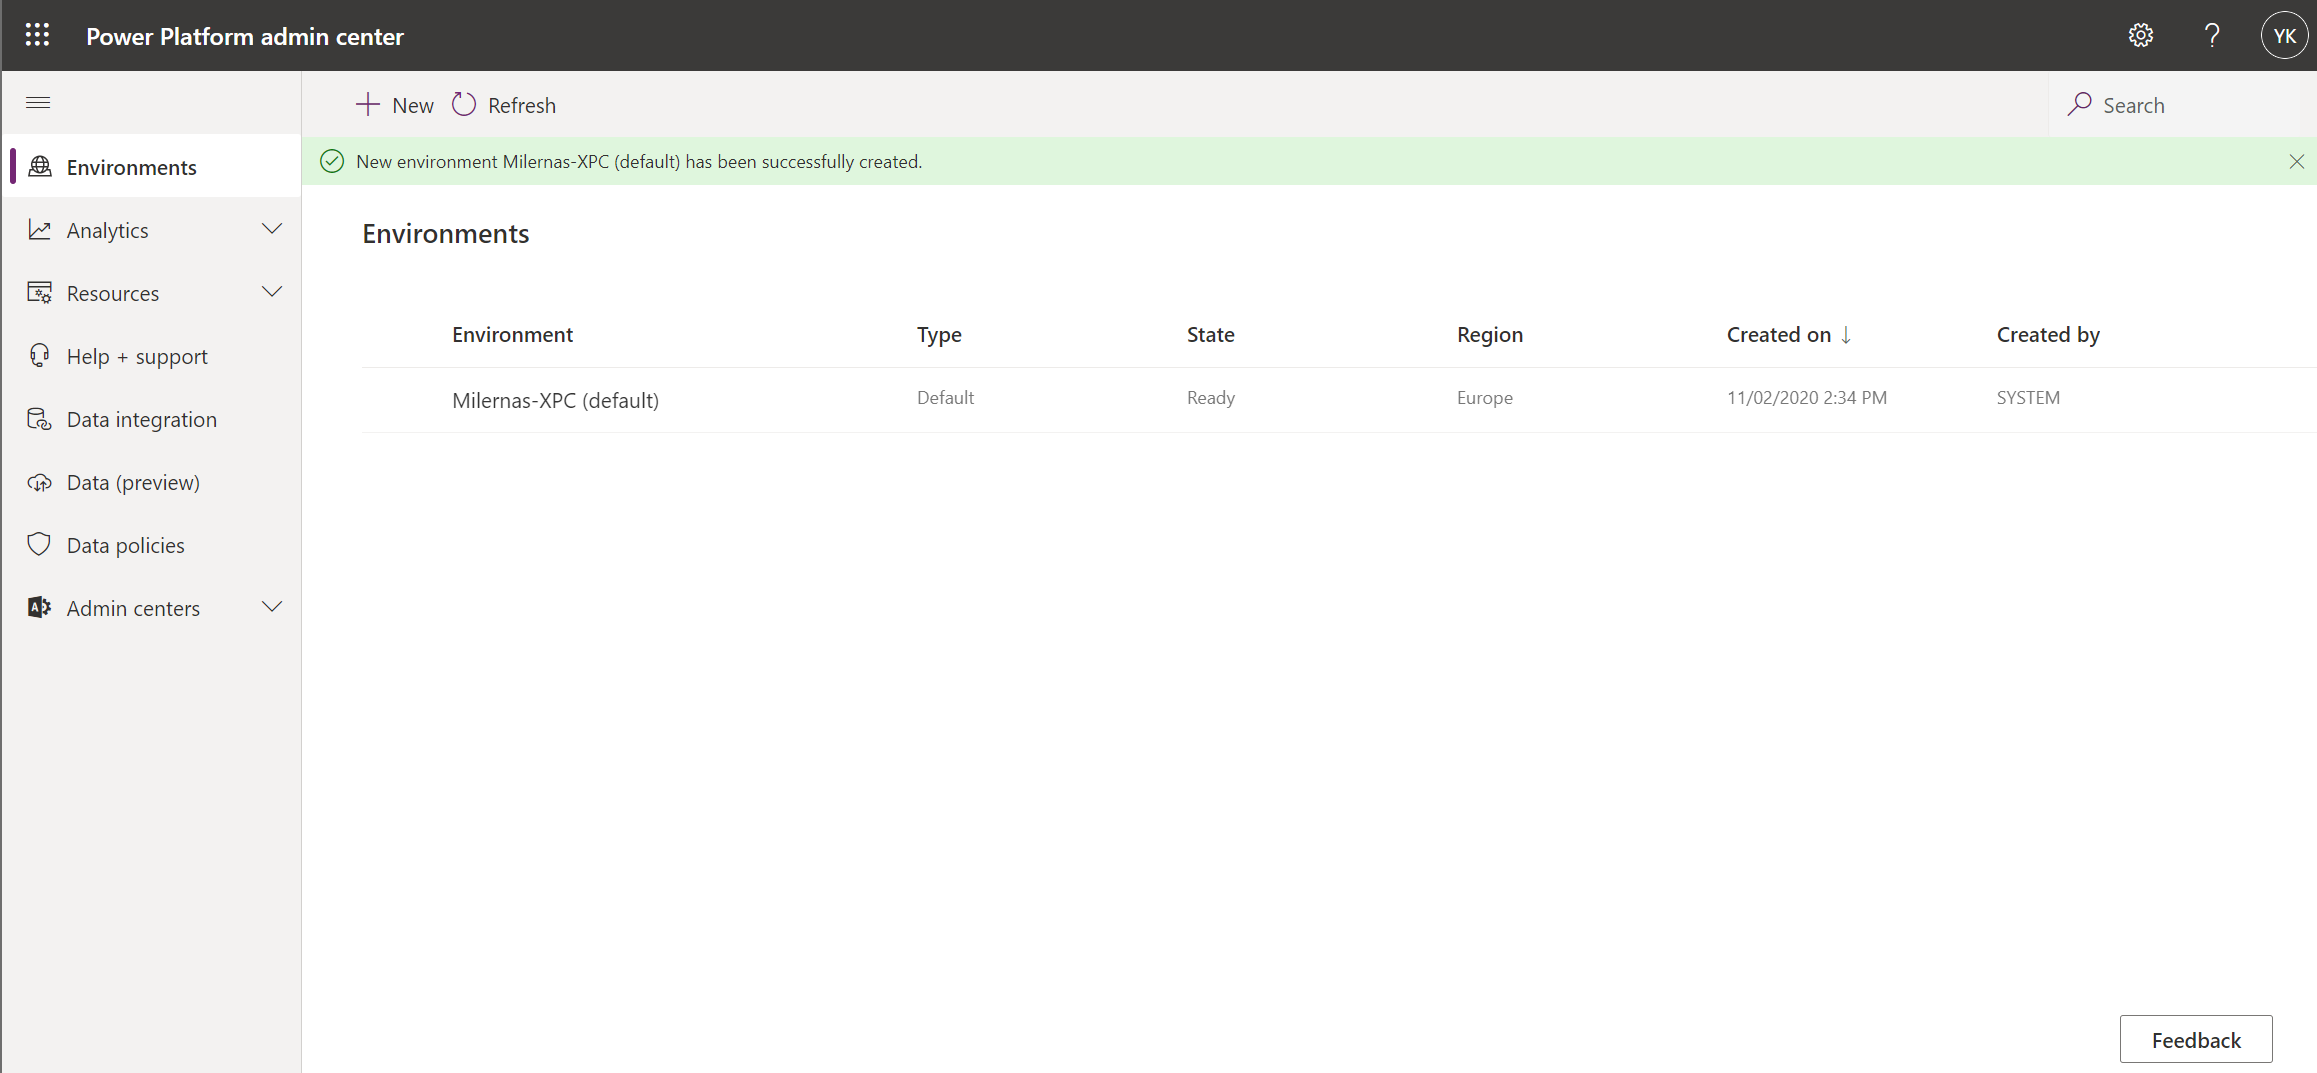 Power Platform admin center
YK
New
Refresh
Search
New environment Milernas-XPC (default) has been successfully created.
Environments
Analytics
Resources
Help + support
Data integration
Data (preview)
Data policies
Admin centers
Environments
Environment Type State Region Created on Created by
Milernas-XPC (default) Default Ready Europe 11/02/2020 2:34 PM SYSTEM
Feedback